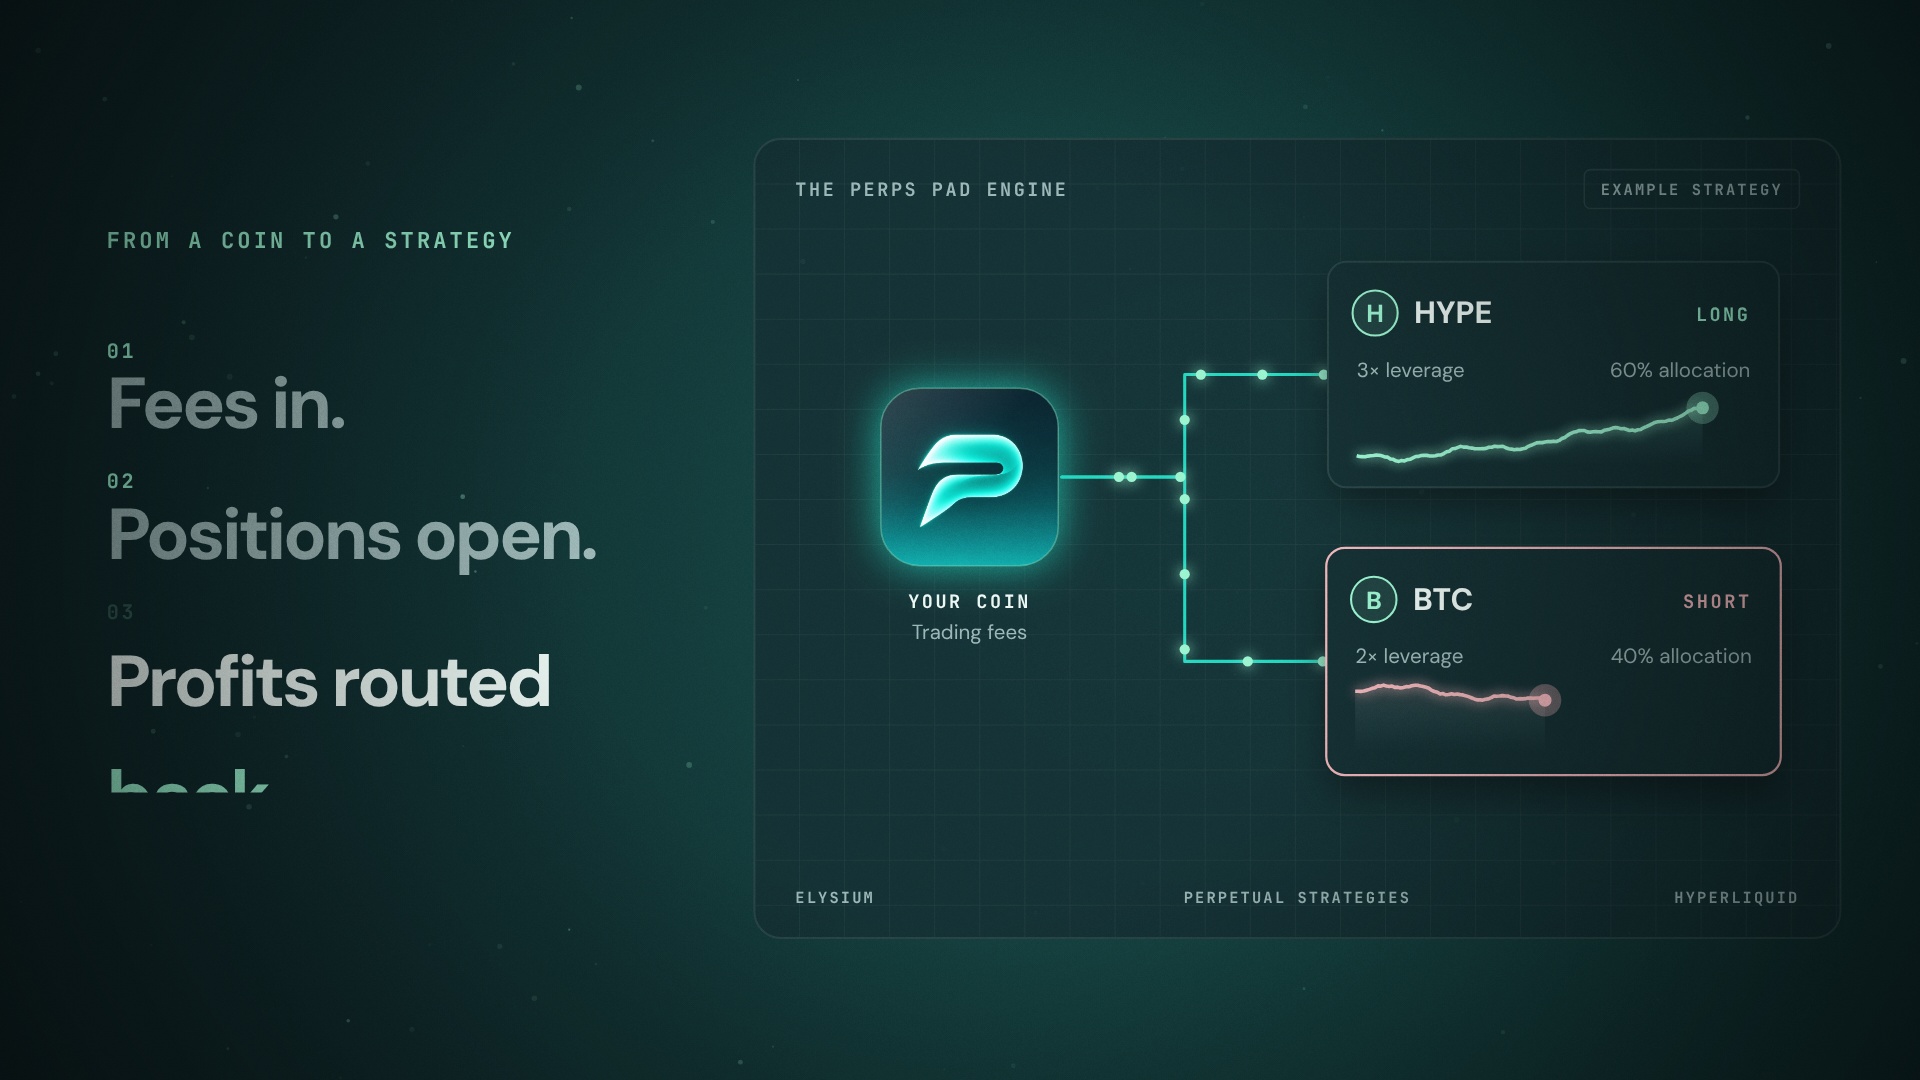 FROM A COIN TO A STRATEGY
01
Fees in.
02
Positions open.
03
Profits routed
THE PERPS PAD ENGINE
EXAMPLE STRATEGY
YOUR COIN
Trading fees
H HYPE LONG
3× leverage 60% allocation
B BTC SHORT
2× leverage 40% allocation
ELYSIUM PERPETUAL STRATEGIES HYPERLIQUID